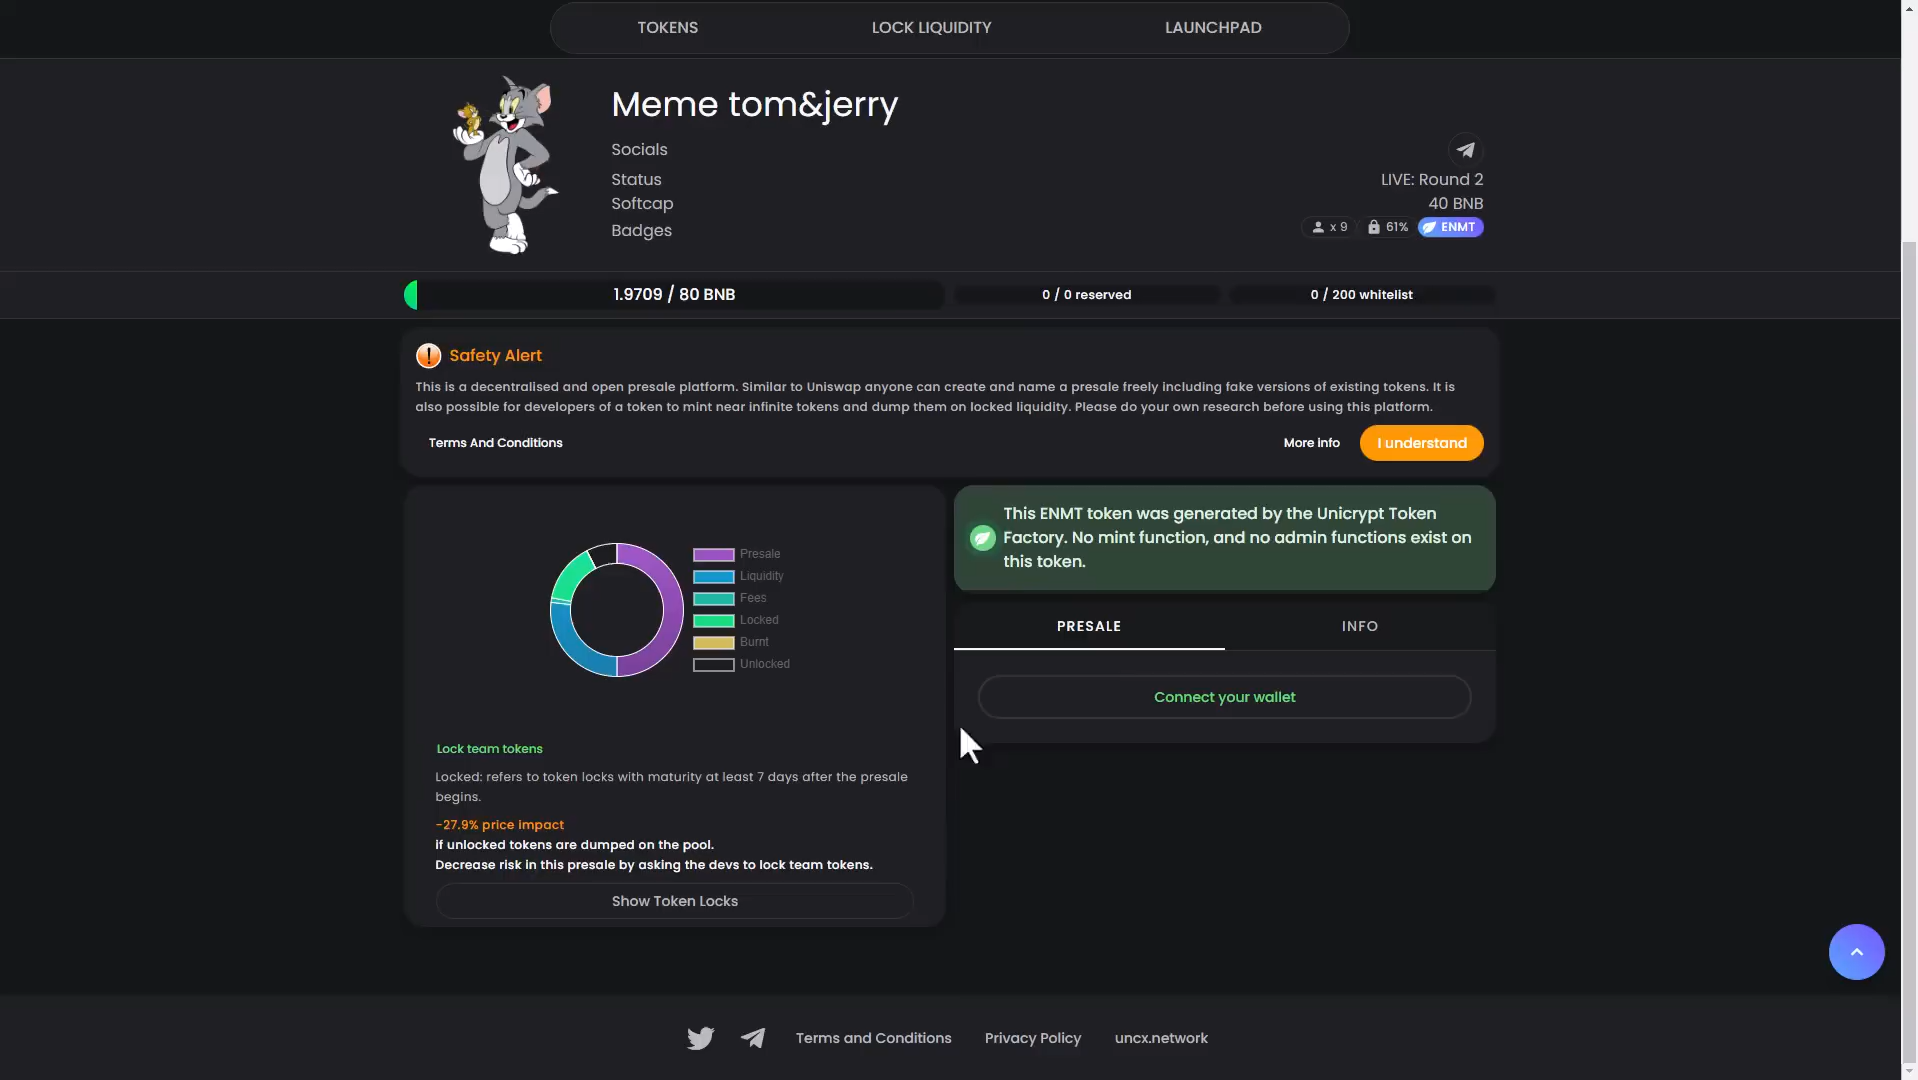 TOKENS
LOCK LIQUIDITY
LAUNCHPAD
Meme tom&jerry
Socials
Status
LIVE: Round 2
Softcap
40 BNB
Badges
x 9
61%
ENMT
1.9709 / 80 BNB
0 / 0 reserved
0 / 200 whitelist
Safety Alert
This is a decentralised and open presale platform. Similar to Uniswap anyone can create and name a presale freely including fake versions of existing tokens. It is
also possible for developers of a token to mint near infinite tokens and dump them on locked liquidity. Please do your own research before using this platform.
Terms And Conditions
More info
I understand
Presale
Liquidity
Fees
Locked
Burnt
Unlocked
Lock team tokens
Locked: refers to token locks with maturity at least 7 days after the presale
begins.
-27.9% price impact
if unlocked tokens are dumped on the pool.
Decrease risk in this presale by asking the devs to lock team tokens.
Show Token Locks
This ENMT token was generated by the Unicrypt Token
Factory. No mint function, and no admin functions exist on
this token.
PRESALE
INFO
Connect your wallet
Terms and Conditions
Privacy Policy
uncx.network